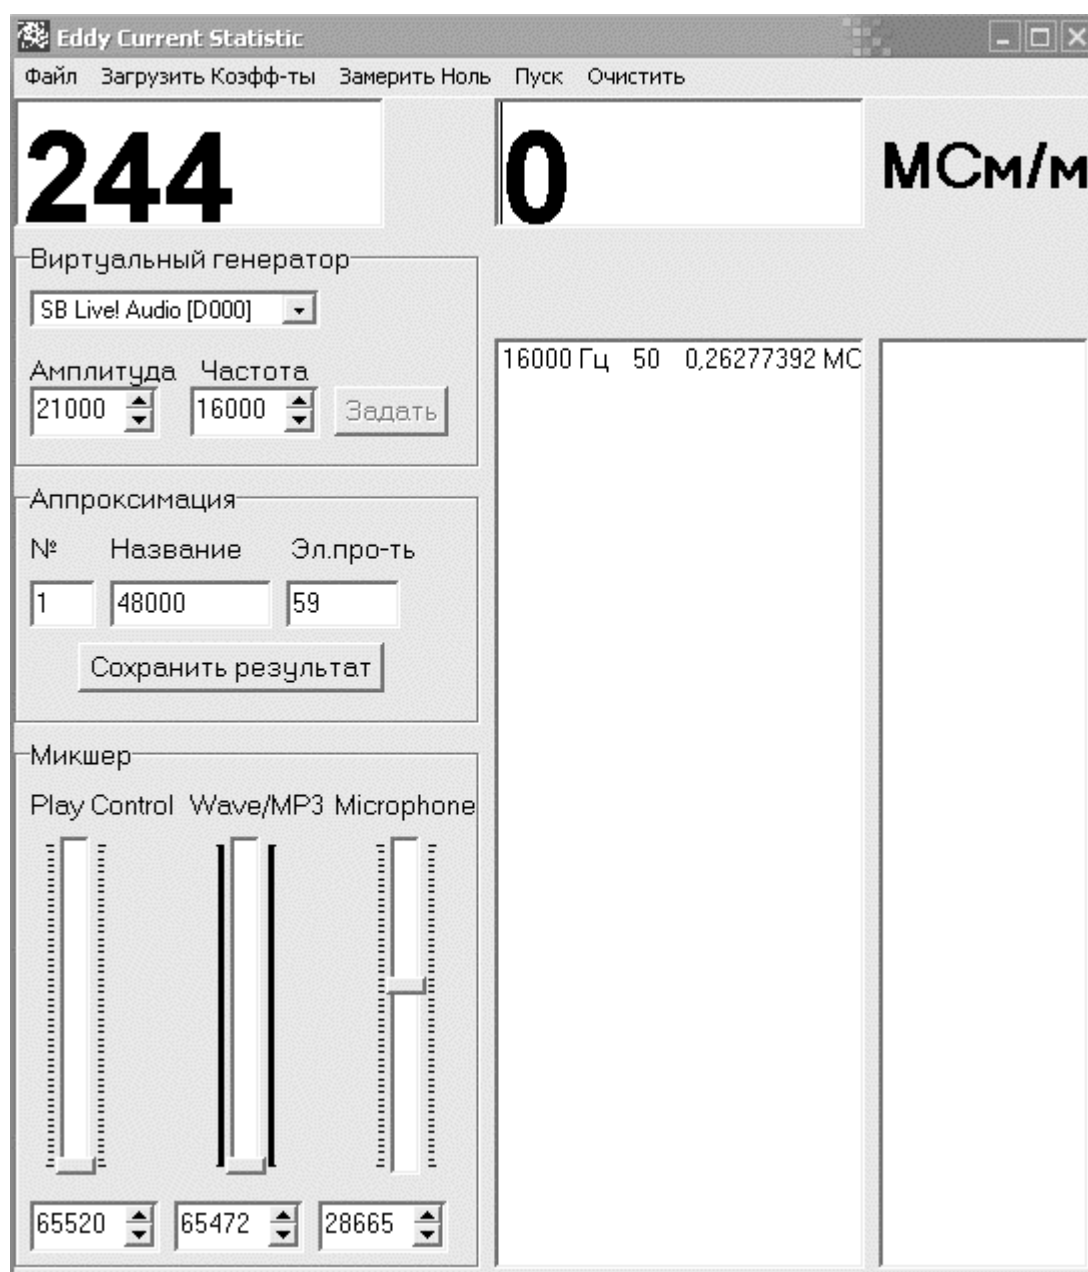 Eddy Current Statistic
Файл Загрузить Коэфф-ты Замерить Ноль Пуск Очистить
244 0 МСм/м
Виртуальный генератор
SB Live! Audio [D000]
Амплитуда Частота
21000 16000 Задать
16000 Гц 50 0,26277392 МС
Аппроксимация
№ Название Эл.про-ть
1 48000 59
Сохранить результат
Микшер
Play Control Wave/MP3 Microphone
65520 65472 28665